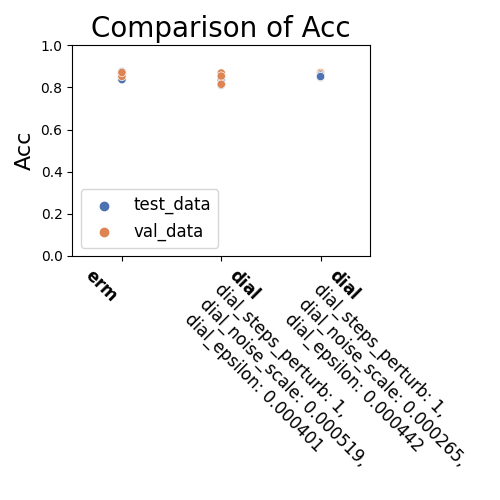 Comparison of Acc
Acc
1.0
0.8
0.6
0.4
0.2
0.0
test_data
val_data
erm
dial
dial_steps_perturb: 1,
dial_noise_scale: 0.000519,
dial_epsilon: 0.000401
dial
dial_steps_perturb: 1,
dial_noise_scale: 0.000265,
dial_epsilon: 0.000442